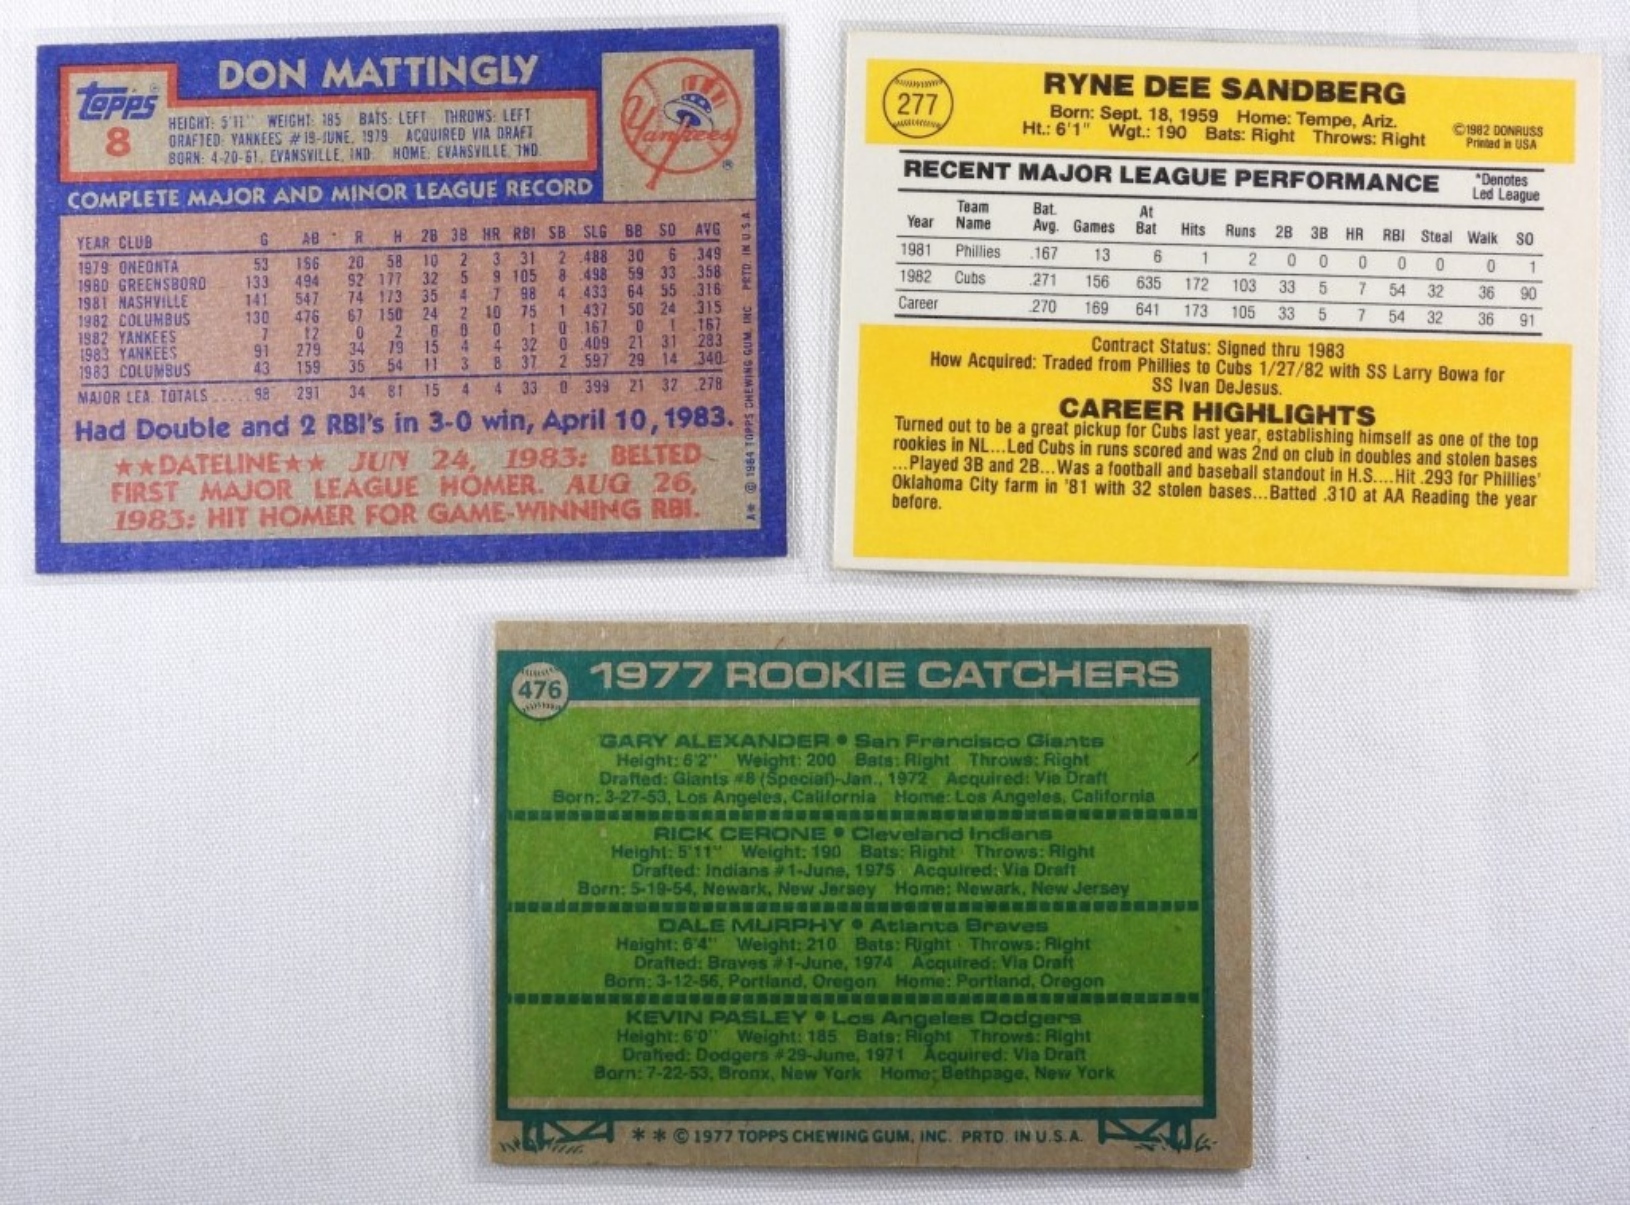 DON MATTINGLY
Topps
8
HEIGHT: 5'11" WEIGHT: 185 BATS: LEFT THROWS: LEFT
DRAFTED: YANKEES #19-JUNE, 1979 ACQUIRED VIA DRAFT
BORN: 4-20-61, EVANSVILLE, IND. HOME: EVANSVILLE, IND.
Yankees
COMPLETE MAJOR AND MINOR LEAGUE RECORD
YEAR CLUB G AB R H 2B 3B HR RBI SB SLG BB SO AVG
1979 ONEONTA 53 166 20 58 10 2 3 31 2 .488 30 6 .349
1980 GREENSBORO 133 494 92 177 32 5 9 105 8 .498 59 33 .358
1981 NASHVILLE 141 547 74 173 35 4 7 98 4 .433 64 55 .316
1982 COLUMBUS 130 476 67 150 24 2 10 75 1 .437 50 24 .315
1982 YANKEES 7 12 0 2 0 0 0 1 0 .167 0 1 .167
1983 YANKEES 91 279 34 79 15 4 4 32 0 .409 21 31 .283
1983 COLUMBUS 43 159 35 54 11 3 8 37 2 .597 29 14 .340
MAJOR LEA. TOTALS ..... 98 291 34 81 15 4 4 33 0 .399 21 32 .278
Had Double and 2 RBI's in 3-0 win, April 10, 1983.
★★DATELINE★★ JUN 24, 1983: BELTED
FIRST MAJOR LEAGUE HOMER. AUG 26,
1983: HIT HOMER FOR GAME-WINNING RBI.
A* © 1984 TOPPS CHEWING GUM, INC. PRTD. IN U.S.A.
277
RYNE DEE SANDBERG
Born: Sept. 18, 1959 Home: Tempe, Ariz.
Ht.: 6'1" Wgt.: 190 Bats: Right Throws: Right
©1982 DONRUSS
Printed in USA
RECENT MAJOR LEAGUE PERFORMANCE
*Denotes
Led League
Year Team Name Bat. Avg. Games At Bat Hits Runs 2B 3B HR RBI Steal Walk SO
1981 Phillies .167 13 6 1 2 0 0 0 0 0 0 1
1982 Cubs .271 156 635 172 103 33 5 7 54 32 36 90
Career .270 169 641 173 105 33 5 7 54 32 36 91
Contract Status: Signed thru 1983
How Acquired: Traded from Phillies to Cubs 1/27/82 with SS Larry Bowa for
SS Ivan DeJesus.
CAREER HIGHLIGHTS
Turned out to be a great pickup for Cubs last year, establishing himself as one of the top
rookies in NL...Led Cubs in runs scored and was 2nd on club in doubles and stolen bases
...Played 3B and 2B...Was a football and baseball standout in H.S....Hit .293 for Phillies'
Oklahoma City farm in '81 with 32 stolen bases...Batted .310 at AA Reading the year
before.
476
1977 ROOKIE CATCHERS
GARY ALEXANDER • San Francisco Giants
Height: 6'2" Weight: 200 Bats: Right Throws: Right
Drafted: Giants #8 (Special)-Jan., 1972 Acquired: Via Draft
Born: 3-27-53, Los Angeles, California Home: Los Angeles, California
RICK CERONE • Cleveland Indians
Height: 5'11" Weight: 190 Bats: Right Throws: Right
Drafted: Indians #1-June, 1975 Acquired: Via Draft
Born: 5-19-54, Newark, New Jersey Home: Newark, New Jersey
DALE MURPHY • Atlanta Braves
Height: 6'4" Weight: 210 Bats: Right Throws: Right
Drafted: Braves #1-June, 1974 Acquired: Via Draft
Born: 3-12-56, Portland, Oregon Home: Portland, Oregon
KEVIN PASLEY • Los Angeles Dodgers
Height: 6'0" Weight: 185 Bats: Right Throws: Right
Drafted: Dodgers #29-June, 1971 Acquired: Via Draft
Born: 7-22-53, Bronx, New York Home: Bethpage, New York
* * © 1977 TOPPS CHEWING GUM, INC. PRTD. IN U.S.A.